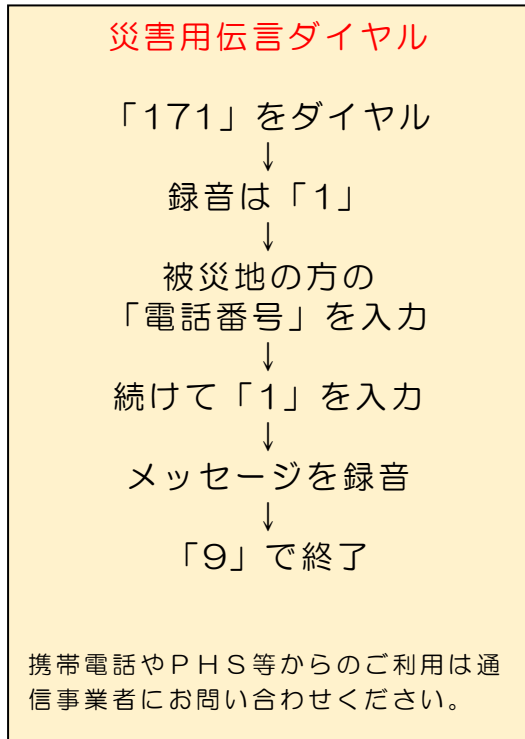 災害用伝言ダイヤル
「171」をダイヤル
↓
録音は「1」
↓
被災地の方の
「電話番号」を入力
↓
続けて「1」を入力
↓
メッセージを録音
↓
「9」で終了
携帯電話やＰＨＳ等からのご利用は通
信事業者にお問い合わせください。